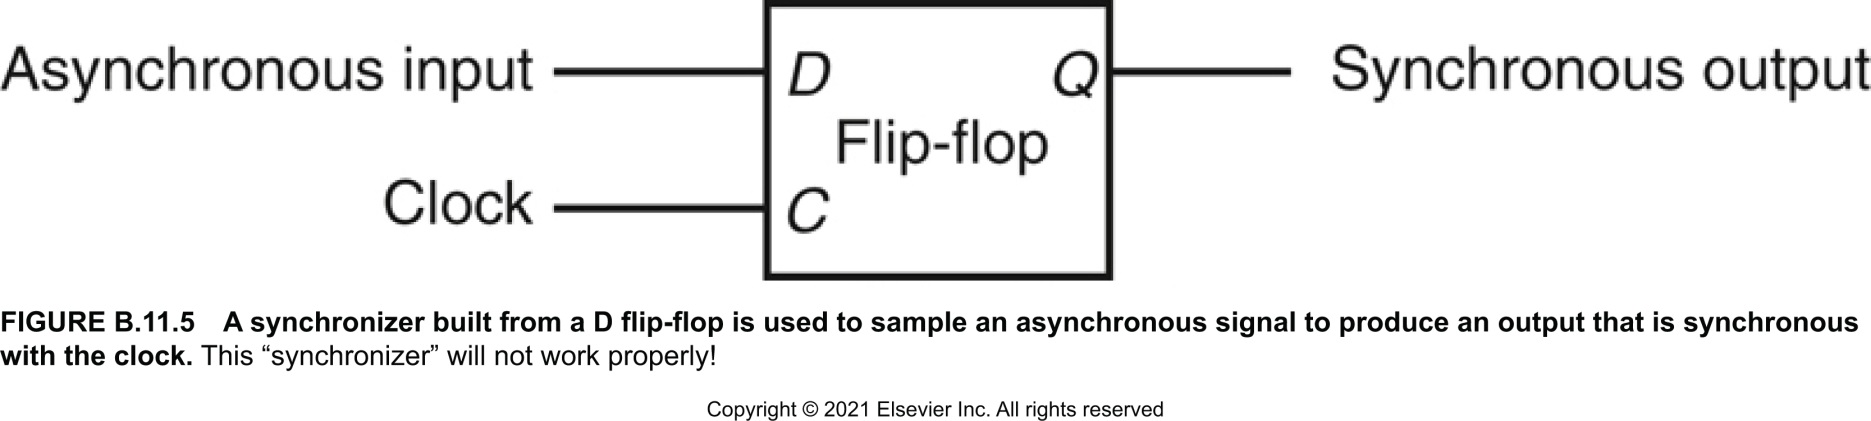 Asynchronous input D Q Synchronous output
Flip-flop
Clock C
FIGURE B.11.5 A synchronizer built from a D flip-flop is used to sample an asynchronous signal to produce an output that is synchronous
with the clock. This “synchronizer” will not work properly!
Copyright © 2021 Elsevier Inc. All rights reserved